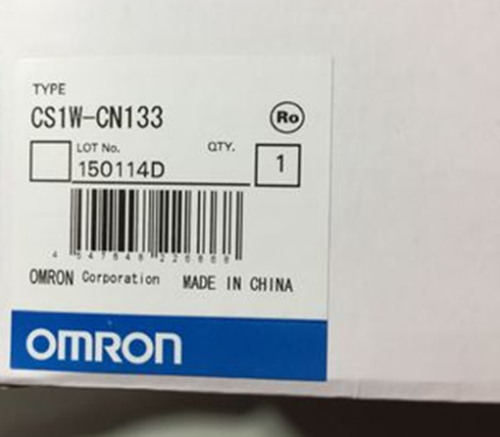 TYPE
CS1W-CN133
Ro
LOT No. QTY.
150114D 1
OMRON Corporation MADE IN CHINA
OMRON